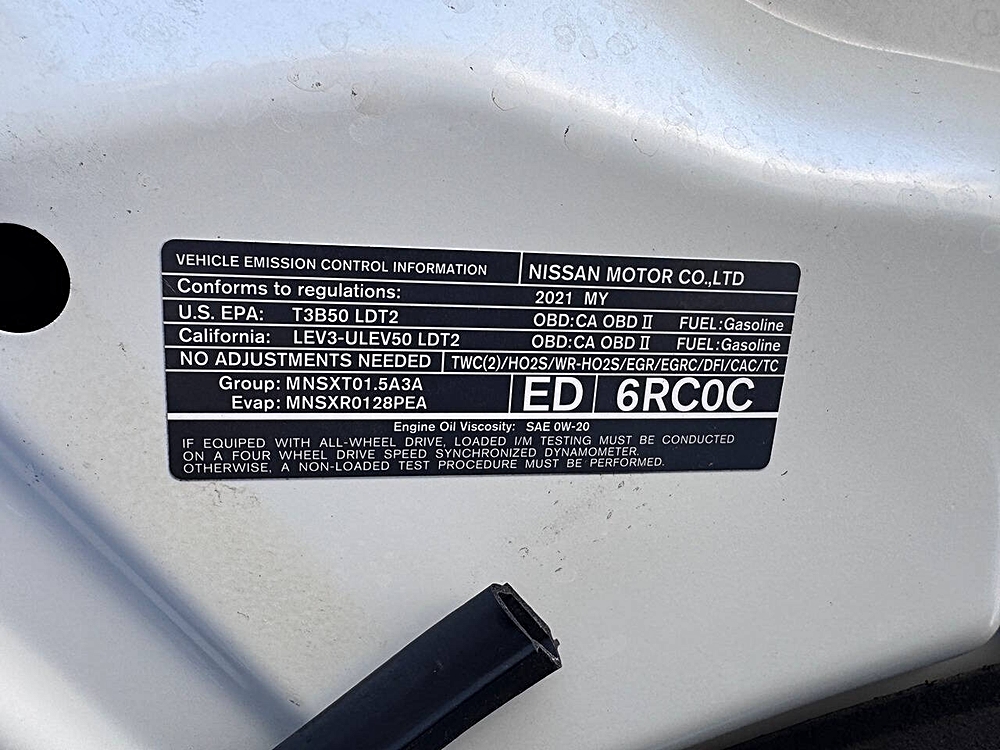 VEHICLE EMISSION CONTROL INFORMATION NISSAN MOTOR CO.,LTD
Conforms to regulations: 2021 MY
U.S. EPA: T3B50 LDT2 OBD:CA OBD II FUEL:Gasoline
California: LEV3-ULEV50 LDT2 OBD:CA OBD II FUEL:Gasoline
NO ADJUSTMENTS NEEDED TWC(2)/HO2S/WR-HO2S/EGR/EGRC/DFI/CAC/TC
Group: MNSXT01.5A3A
Evap: MNSXR0128PEA
ED 6RC0C
Engine Oil Viscosity: SAE 0W-20
IF EQUIPED WITH ALL-WHEEL DRIVE, LOADED I/M TESTING MUST BE CONDUCTED
ON A FOUR WHEEL DRIVE SPEED SYNCHRONIZED DYNAMOMETER.
OTHERWISE, A NON-LOADED TEST PROCEDURE MUST BE PERFORMED.